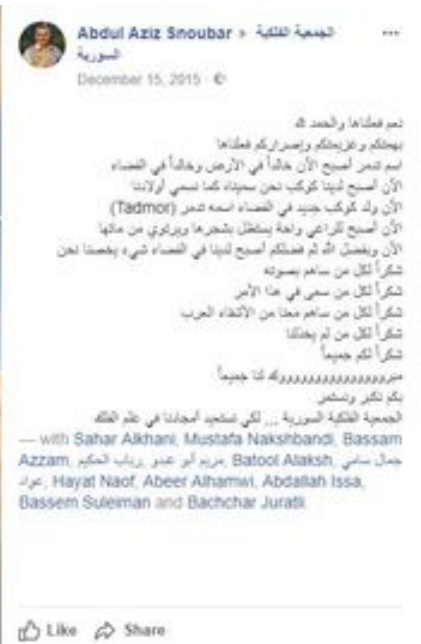 Abdul Aziz Snoubar ▸ الجمعية الفلكية
السورية
December 15, 2015
نعم فعلناها والحمد لله
بهمتكم وعزيمتكم وإصراركم فعلناها
اسم تدمر أصبح الآن خالداً في الأرض وخالداً في الفضاء
الآن أصبح لدينا كوكب نحن سميناه كما نسمي أولادنا
الآن ولد كوكب جديد في الفضاء اسمه تدمر (Tadmor)
الآن أصبح للراعي واحة يستظل بشجرها ويرتوي من مائها
الآن وبفضل الله ثم فضلكم أصبح لدينا في الفضاء شيء يخصنا نحن
شكراً لكل من ساهم بصوته
شكراً لكل من سعى في هذا الأمر
شكراً لكل من ساهم معنا من الأشقاء العرب
شكراً لكل من لم يخذلنا
شكراً لكم جميعاً
مبرووووووووووووووك لنا جميعاً
بكم نكبر ونستمر
الجمعية الفلكية السورية ... لكي نستعيد أمجادنا في علم الفلك
— with Sahar Alkhani, Mustafa Nakshbandi, Bassam
Azzam, مريم أبو عبدو, رباب الحكيم, Batool Alaksh, جمال سامي
عواد, Hayat Naof, Abeer Alhamwi, Abdallah Issa,
Bassem Suleiman and Bachchar Juratli
Like Share